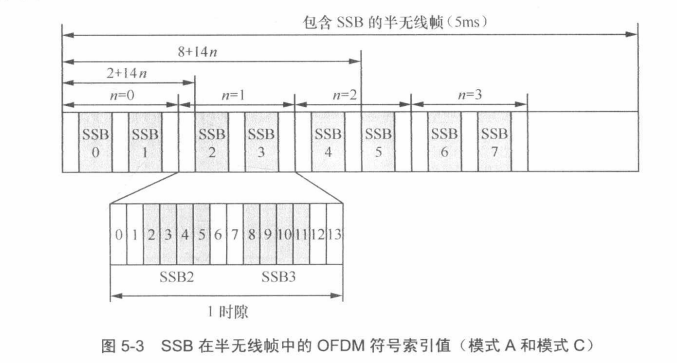 包含 SSB 的半无线帧（5ms）
8+14n
2+14n
n=0 n=1 n=2 n=3
SSB 0 SSB 1 SSB 2 SSB 3 SSB 4 SSB 5 SSB 6 SSB 7
0 1 2 3 4 5 6 7 8 9 10 11 12 13
SSB2 SSB3
1 时隙
图 5-3 SSB 在半无线帧中的 OFDM 符号索引值（模式 A 和模式 C）